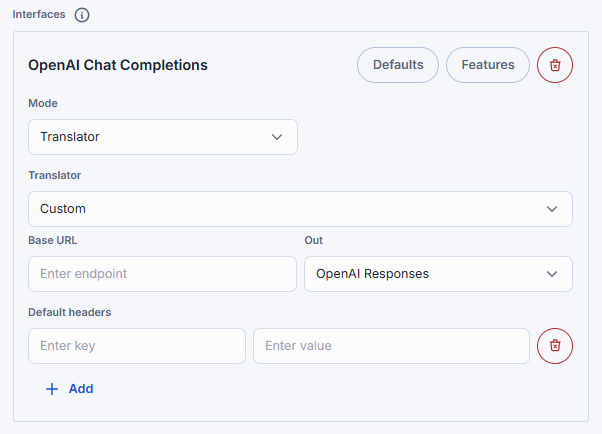 Interfaces
OpenAI Chat Completions Defaults Features
Mode
Translator
Translator
Custom
Base URL Out
Enter endpoint OpenAI Responses
Default headers
Enter key Enter value
Add